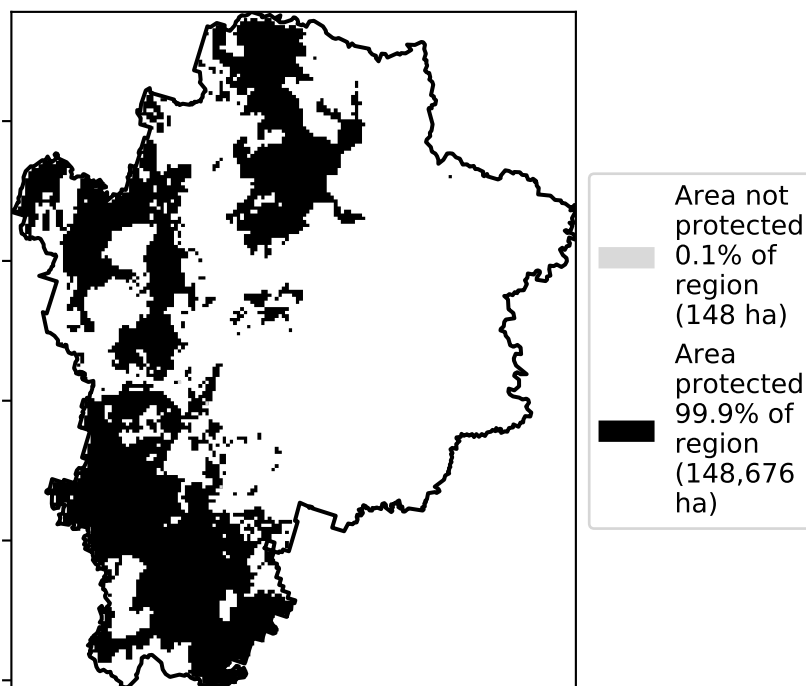 Area not
protected
0.1% of
region
(148 ha)
Area
protected
99.9% of
region
(148,676
ha)